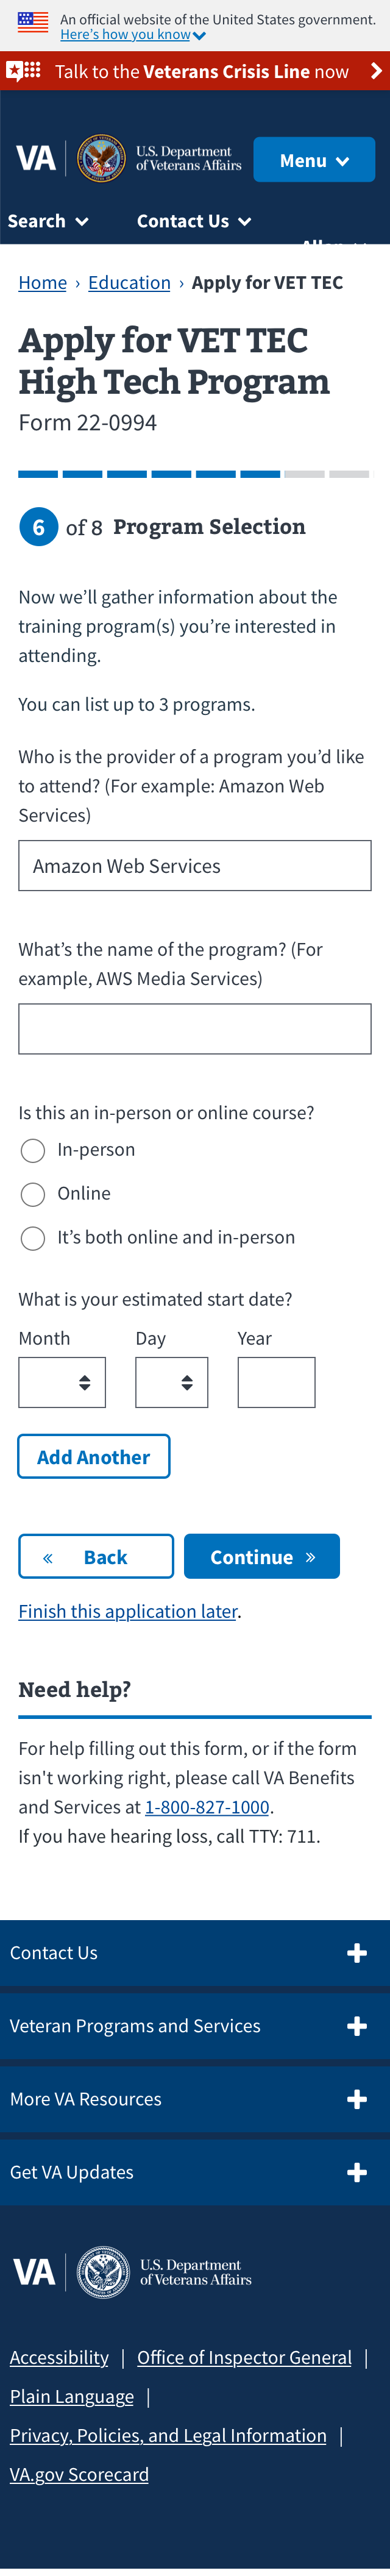 An official website of the United States government.
Here's how you know
Talk to the Veterans Crisis Line now
VA
U.S. Department
of Veterans Affairs
Menu
Search
Contact Us
Home › Education › Apply for VET TEC
Apply for VET TEC
High Tech Program
Form 22-0994
6 of 8 Program Selection
Now we'll gather information about the
training program(s) you're interested in
attending.
You can list up to 3 programs.
Who is the provider of a program you'd like
to attend? (For example: Amazon Web
Services)
Amazon Web Services
What's the name of the program? (For
example, AWS Media Services)
Is this an in-person or online course?
In-person
Online
It's both online and in-person
What is your estimated start date?
Month Day Year
Add Another
« Back Continue »
Finish this application later.
Need help?
For help filling out this form, or if the form
isn't working right, please call VA Benefits
and Services at 1-800-827-1000.
If you have hearing loss, call TTY: 711.
Contact Us
Veteran Programs and Services
More VA Resources
Get VA Updates
VA
U.S. Department
of Veterans Affairs
Accessibility | Office of Inspector General |
Plain Language |
Privacy, Policies, and Legal Information |
VA.gov Scorecard